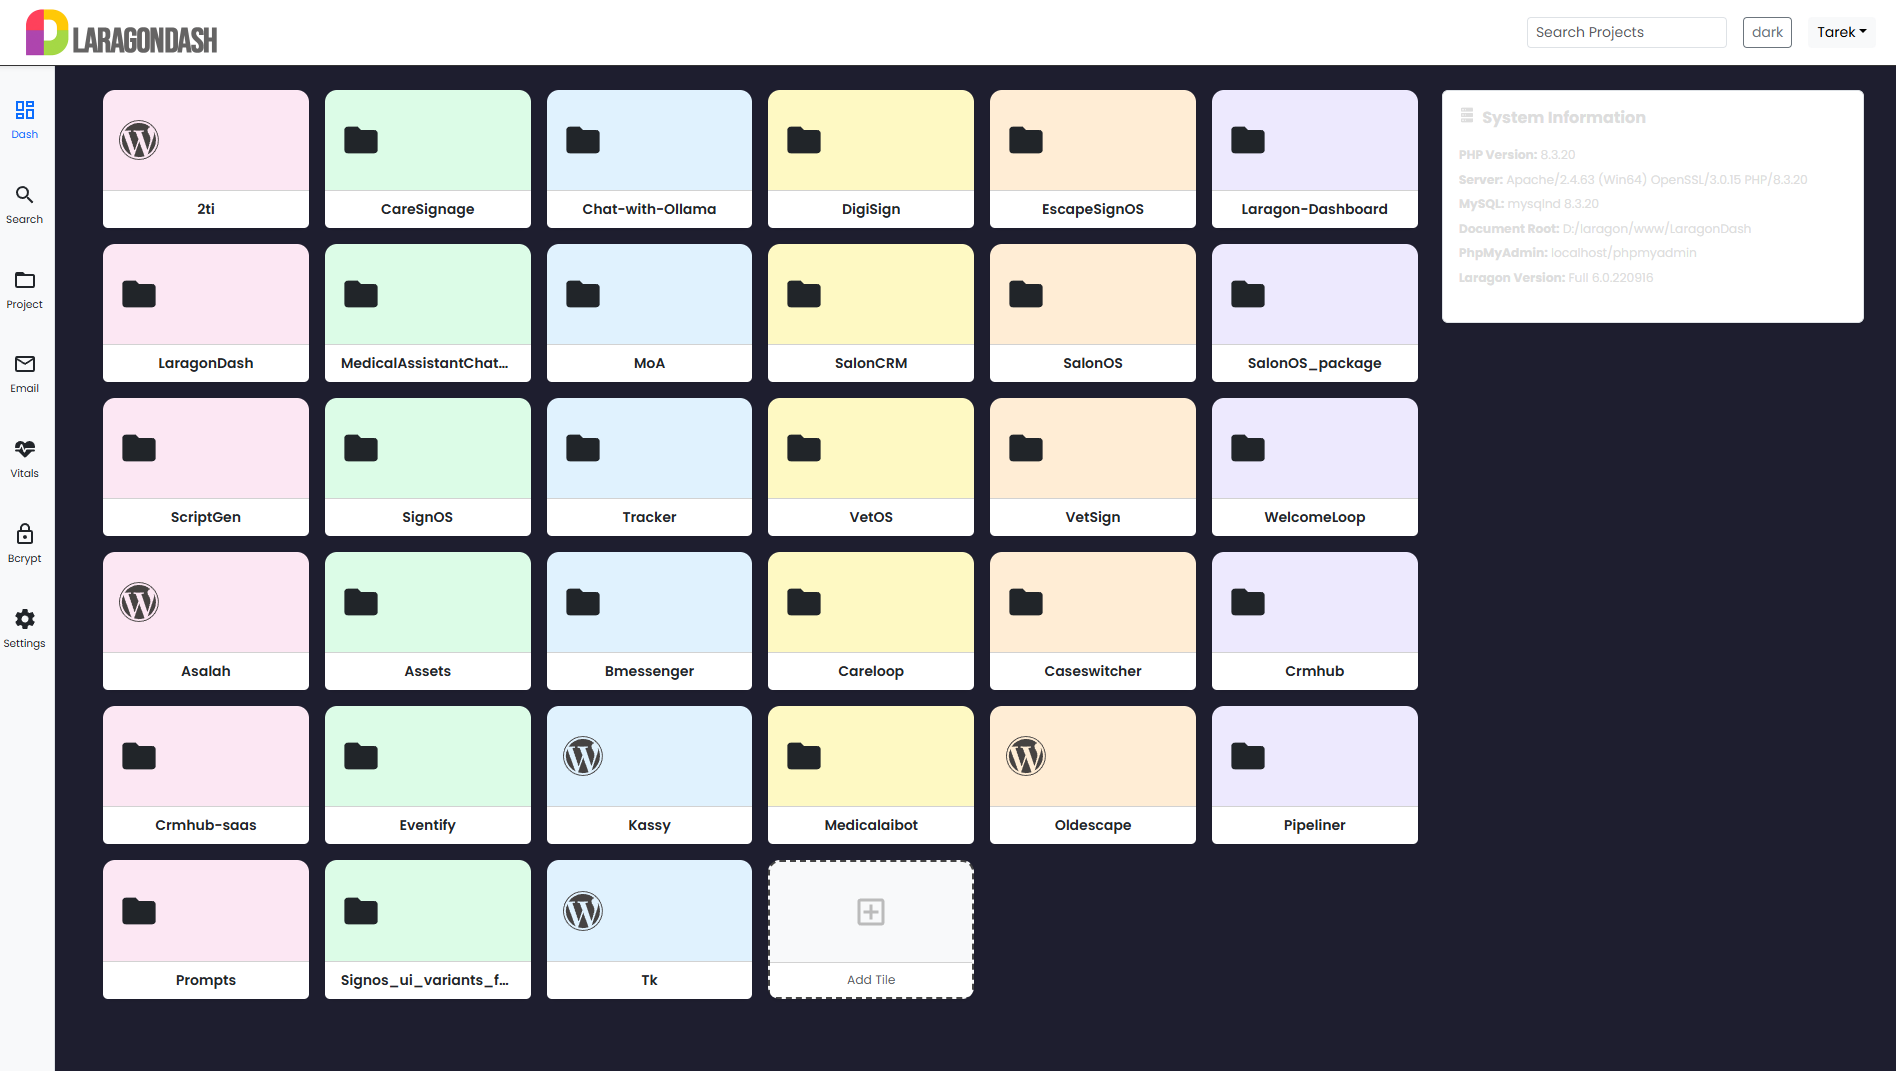 LARAGONDASH
Search Projects
dark
Tarek
Dash
Search
Project
Email
Vitals
Bcrypt
Settings
2ti
CareSignage
Chat-with-Ollama
DigiSign
EscapeSignOS
Laragon-Dashboard
LaragonDash
MedicalAssistantChat...
MoA
SalonCRM
SalonOS
SalonOS_package
ScriptGen
SignOS
Tracker
VetOS
VetSign
WelcomeLoop
Asalah
Assets
Bmessenger
Careloop
Caseswitcher
Crmhub
Crmhub-saas
Eventify
Kassy
Medicalaibot
Oldescape
Pipeliner
Prompts
Signos_ui_variants_f...
Tk
Add Tile
System Information
PHP Version: 8.3.20
Server: Apache/2.4.63 (Win64) OpenSSL/3.0.15 PHP/8.3.20
MySQL: mysqlnd 8.3.20
Document Root: D:/laragon/www/LaragonDash
PhpMyAdmin: localhost/phpmyadmin
Laragon Version: Full 6.0.220916